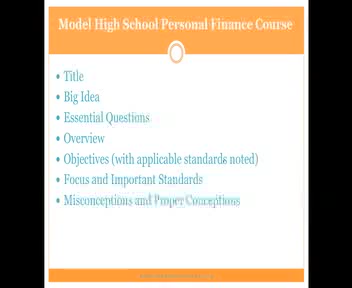 Model High School Personal Finance Course
• Title
• Big Idea
• Essential Questions
• Overview
• Objectives (with applicable standards noted)
• Focus and Important Standards
• Misconceptions and Proper Conceptions